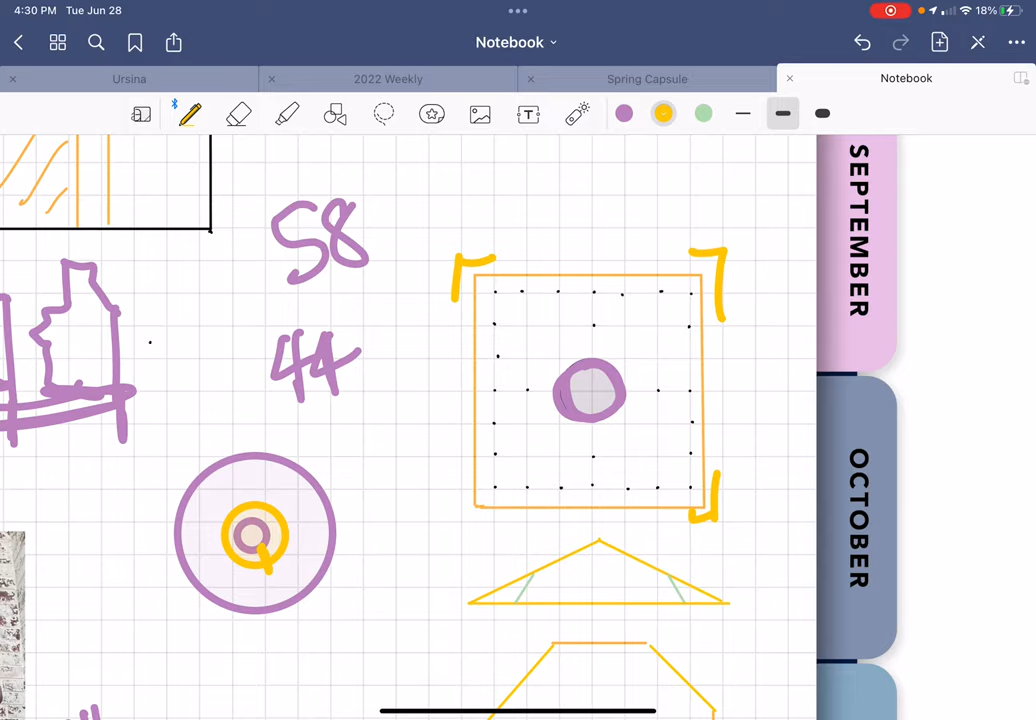 4:30 PM Tue Jun 28
18%
Notebook
Ursina
2022 Weekly
Spring Capsule
Notebook
T
SEPTEMBER
58
44
OCTOBER